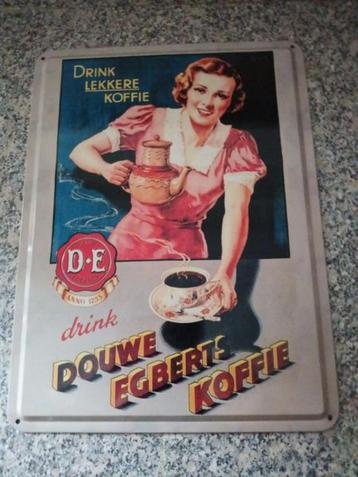 DRINK
LEKKERE
KOFFIE
D·E
ANNO 1753
drink
DOUWE
EGBERTS
KOFFIE